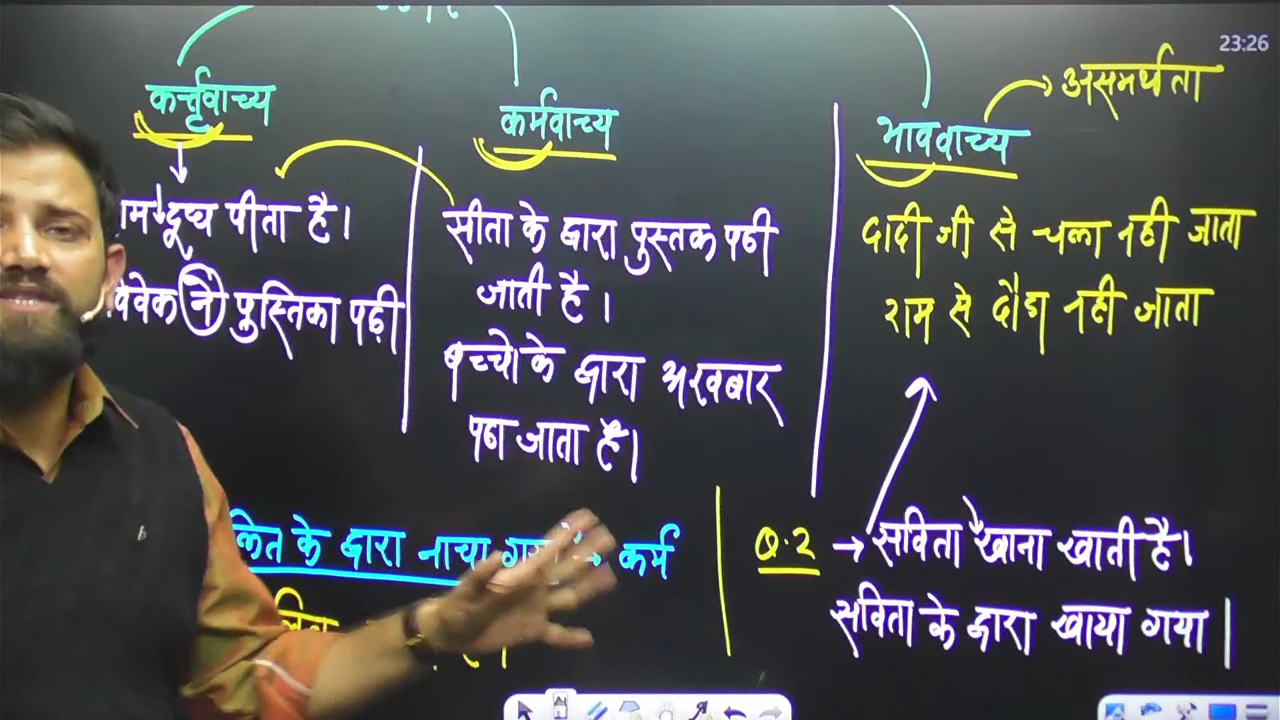 23:26
कर्त्तृवाच्य
कर्मवाच्य
भाववाच्य
असमर्थता
ाम दूध पीता है।
विवेक ने पुस्तिका पढ़ी
सीता के द्वारा पुस्तक पढी
जाती है।
बच्चो के द्वारा अखबार
पढा जाता है।
दादी जी से चला नही जाता
राम से दौडा नही जाता
के द्वारा नाचा कर्म
Q.2 → सविता खाना खाती है।
सविता के द्वारा खाया गया|